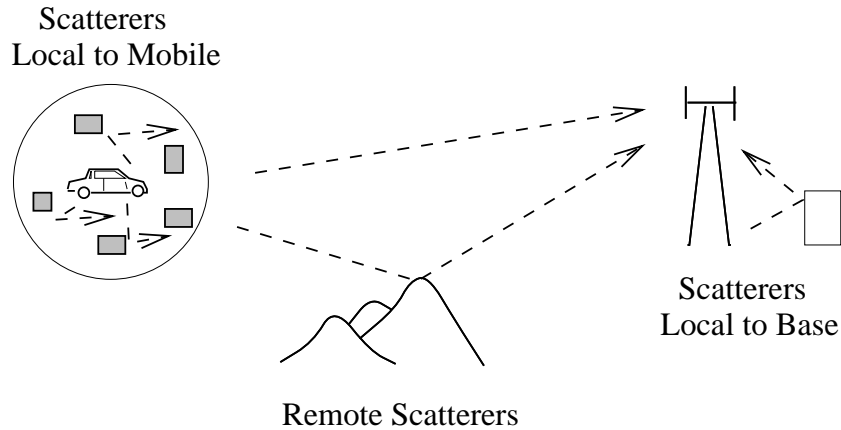 Scatterers
Local to Mobile
Scatterers
Local to Base
Remote Scatterers